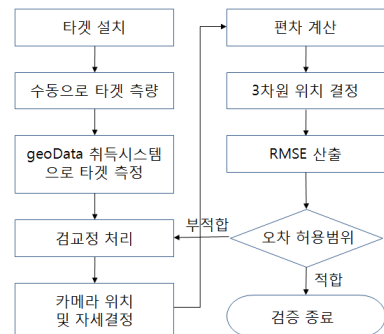 타겟 설치
수동으로 타겟 측량
geoData 취득시스템
으로 타겟 측정
검교정 처리
카메라 위치
및 자세결정
편차 계산
3차원 위치 결정
RMSE 산출
오차 허용범위
부적합
적합
검증 종료